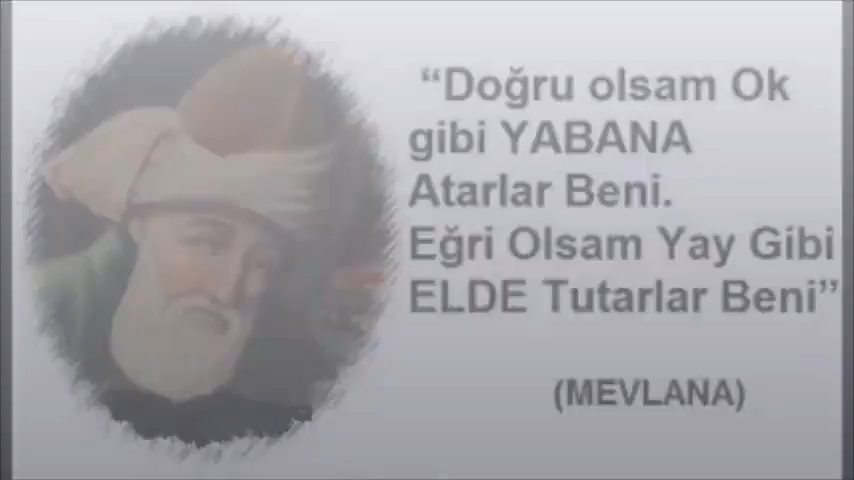 “Doğru olsam Ok
gibi YABANA
Atarlar Beni.
Eğri Olsam Yay Gibi
ELDE Tutarlar Beni”
(MEVLANA)